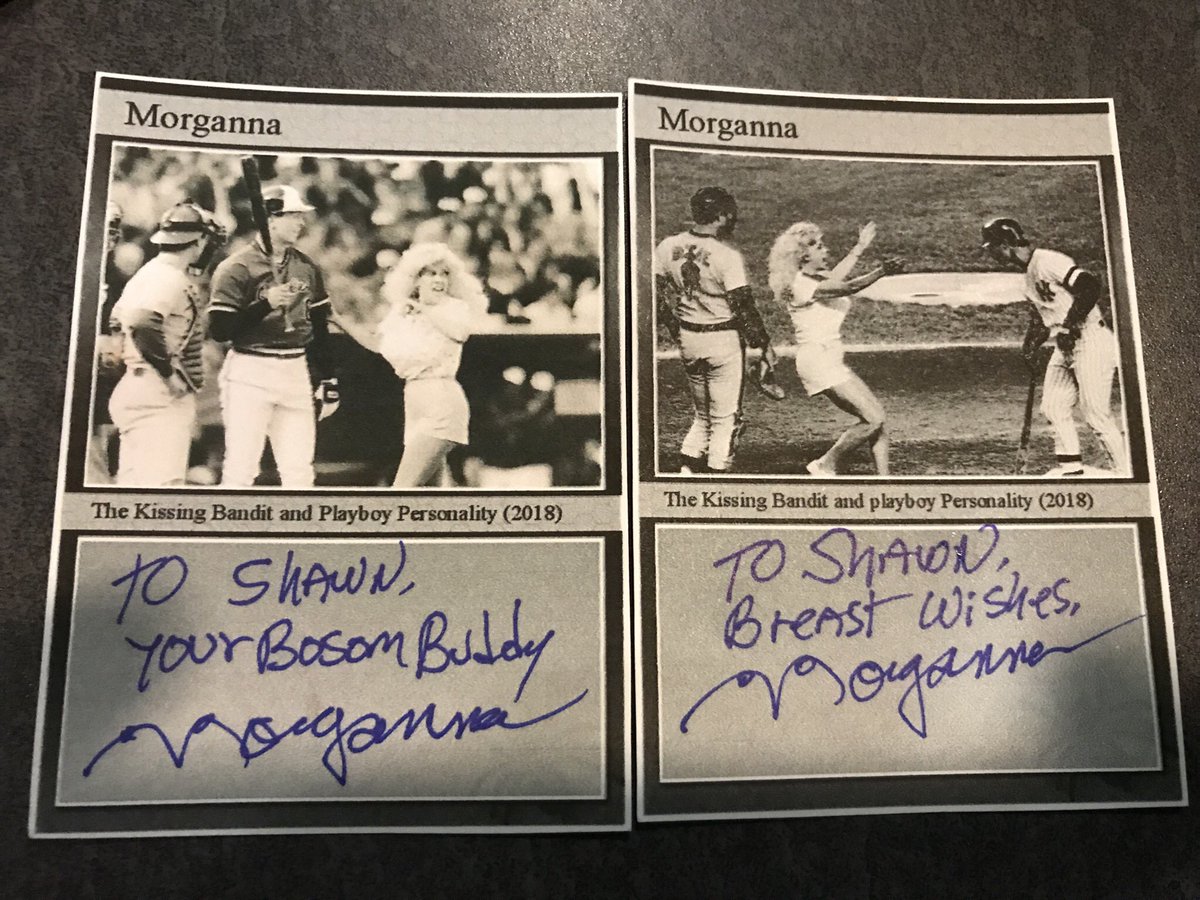 Morganna
The Kissing Bandit and Playboy Personality (2018)
TO SHAWN,
your Bosom Buddy
Morganna
Morganna
The Kissing Bandit and playboy Personality (2018)
TO SHAWN,
Breast Wishes,
Morganna